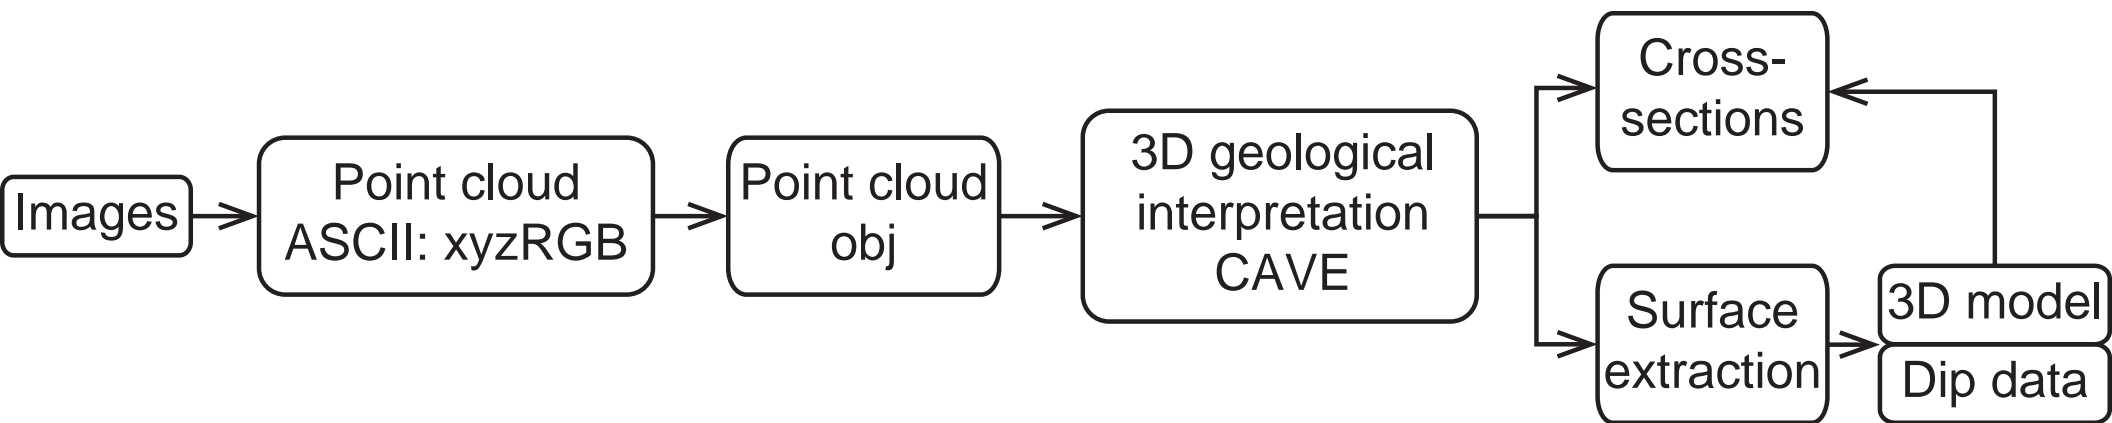 Images
Point cloud
ASCII: xyzRGB
Point cloud
obj
3D geological
interpretation
CAVE
Cross-
sections
Surface
extraction
3D model
Dip data